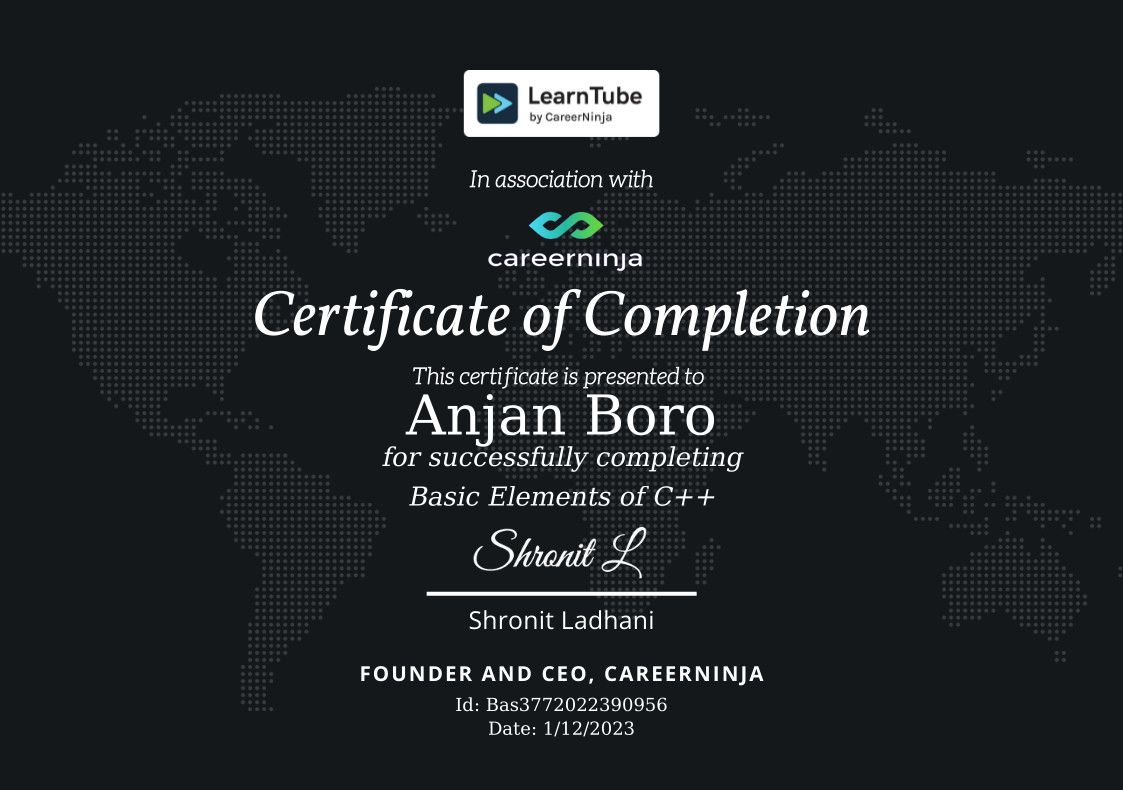 LearnTube
by CareerNinja
In association with
careerninja
Certificate of Completion
This certificate is presented to
Anjan Boro
for successfully completing
Basic Elements of C++
Shronit L
Shronit Ladhani
FOUNDER AND CEO, CAREERNINJA
Id: Bas3772022390956
Date: 1/12/2023